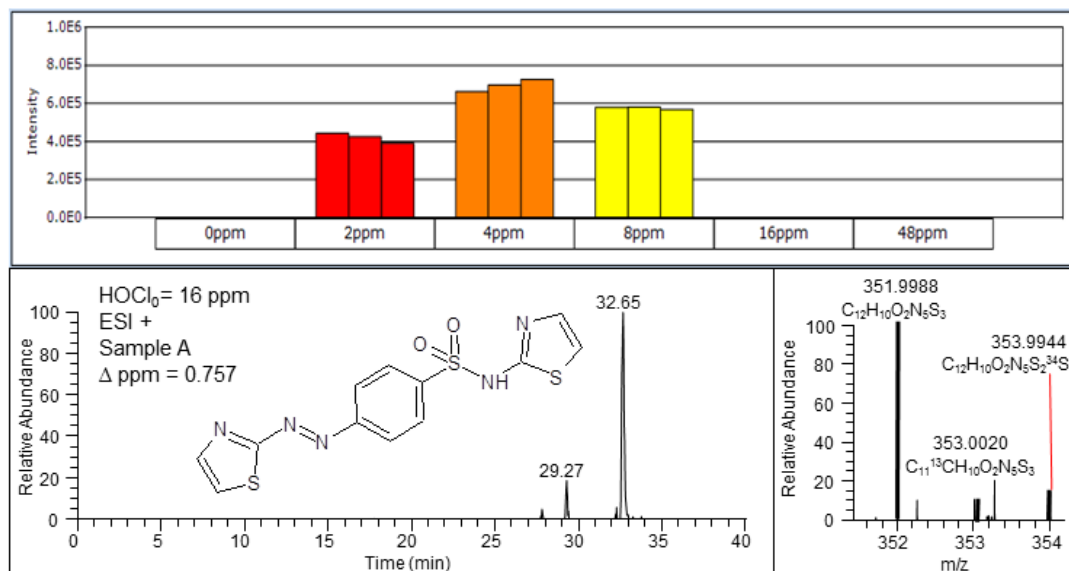 1.0E6
8.0E5
6.0E5
4.0E5
2.0E5
0.0E0
Intensity
0ppm 2ppm 4ppm 8ppm 16ppm 48ppm
HOCl₀= 16 ppm
ESI +
Sample A
Δ ppm = 0.757
100
80
60
40
20
0
Relative Abundance
32.65
29.27
O
O
S
NH
N
S
N
N
N
S
0 5 10 15 20 25 30 35 40
Time (min)
351.9988
C₁₂H₁₀O₂N₅S₃
353.9944
C₁₂H₁₀O₂N₅S₂³⁴S
353.0020
C₁₁¹³CH₁₀O₂N₅S₃
100
80
60
40
20
0
Relative Abundance
352 353 354
m/z